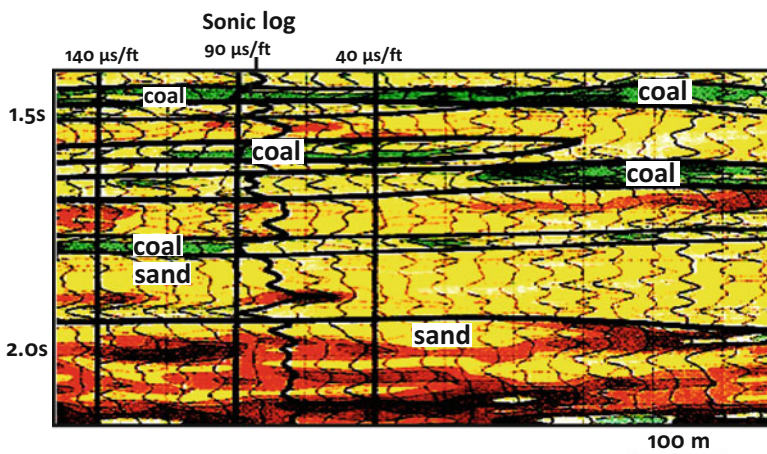 Sonic log
140 µs/ft 90 µs/ft 40 µs/ft
coal
coal
1.5s
coal
coal
coal
sand
sand
2.0s
100 m